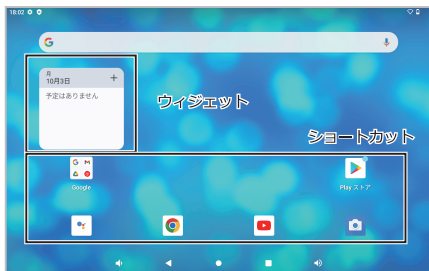 18:02
G
月
10月3日
+
予定はありません
ウィジェット
ショートカット
Google
Play ストア